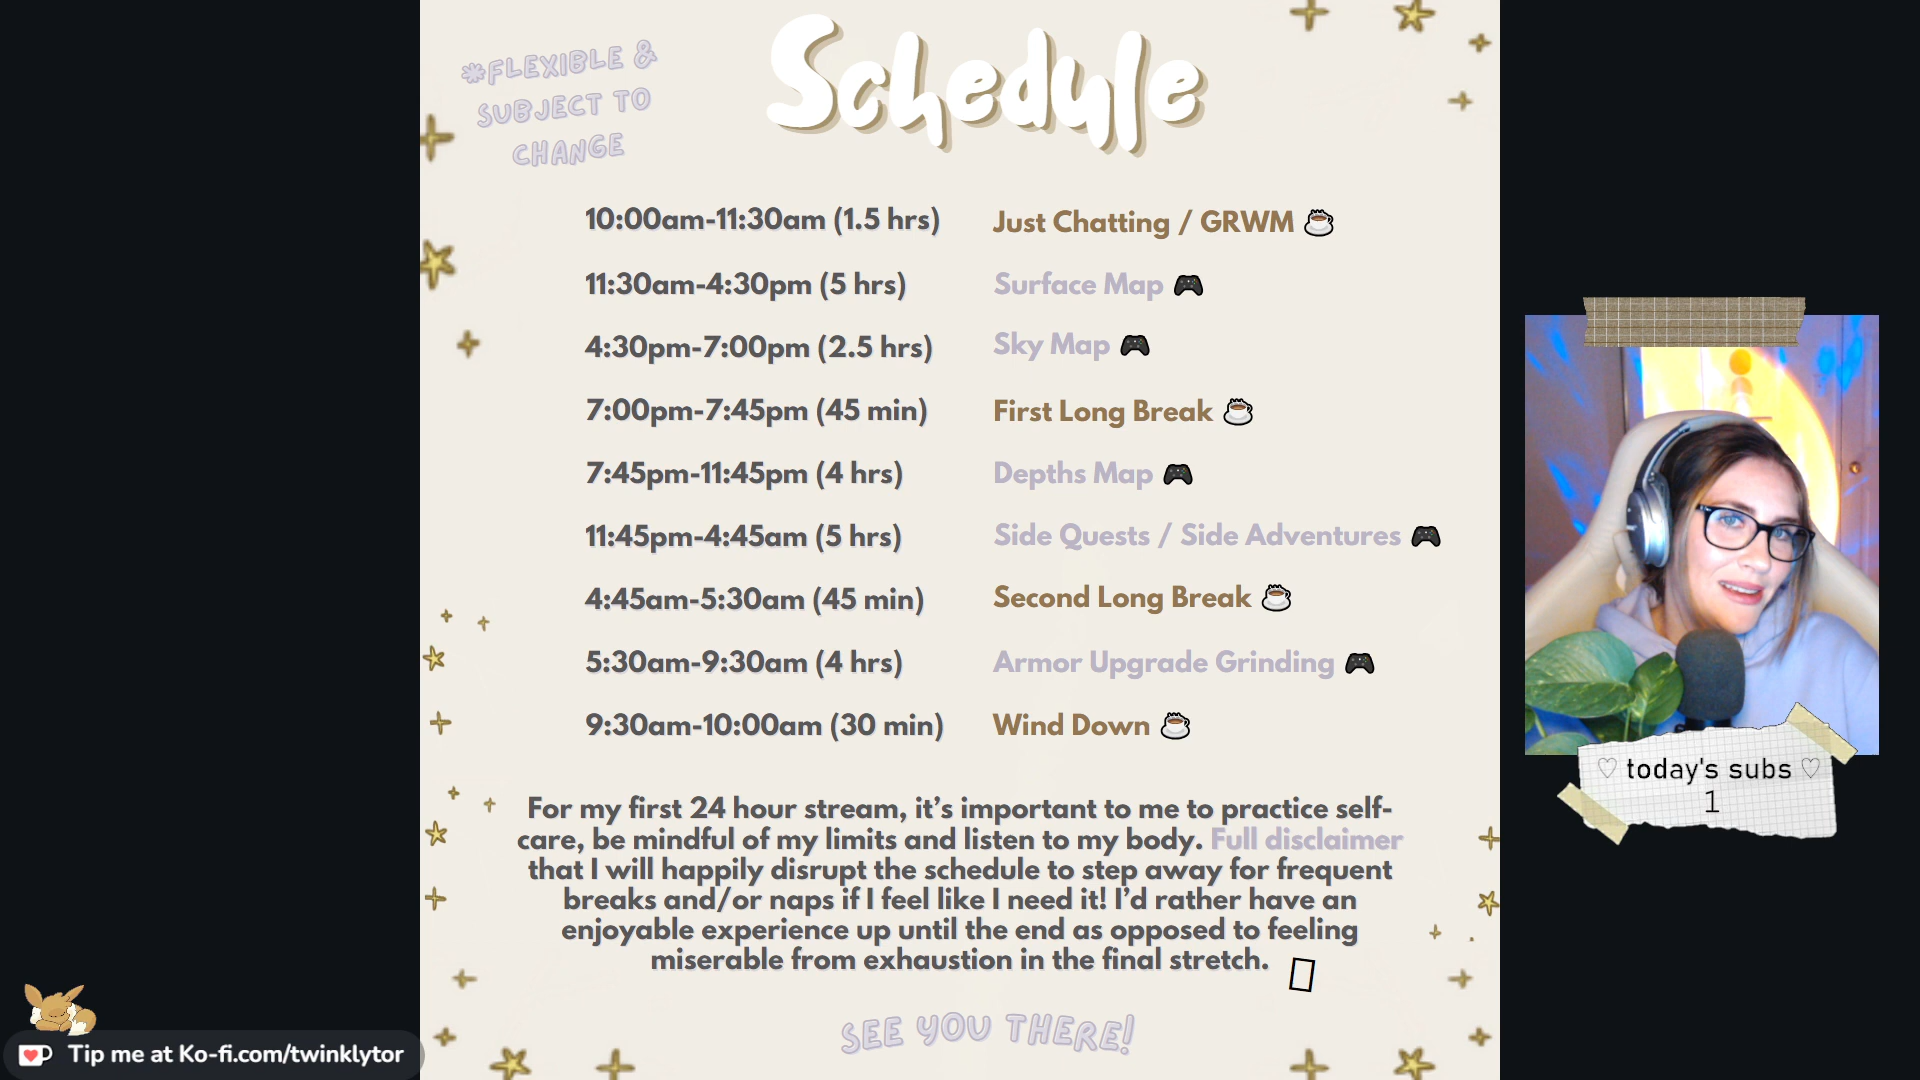 *FLEXIBLE &
SUBJECT TO
CHANGE
Schedule
10:00am-11:30am (1.5 hrs) Just Chatting / GRWM
11:30am-4:30pm (5 hrs) Surface Map
4:30pm-7:00pm (2.5 hrs) Sky Map
7:00pm-7:45pm (45 min) First Long Break
7:45pm-11:45pm (4 hrs) Depths Map
11:45pm-4:45am (5 hrs) Side Quests / Side Adventures
4:45am-5:30am (45 min) Second Long Break
5:30am-9:30am (4 hrs) Armor Upgrade Grinding
9:30am-10:00am (30 min) Wind Down
For my first 24 hour stream, it’s important to me to practice self-
care, be mindful of my limits and listen to my body. Full disclaimer
that I will happily disrupt the schedule to step away for frequent
breaks and/or naps if I feel like I need it! I’d rather have an
enjoyable experience up until the end as opposed to feeling
miserable from exhaustion in the final stretch.
SEE YOU THERE!
♡ today's subs ♡
1
Tip me at Ko-fi.com/twinklytor